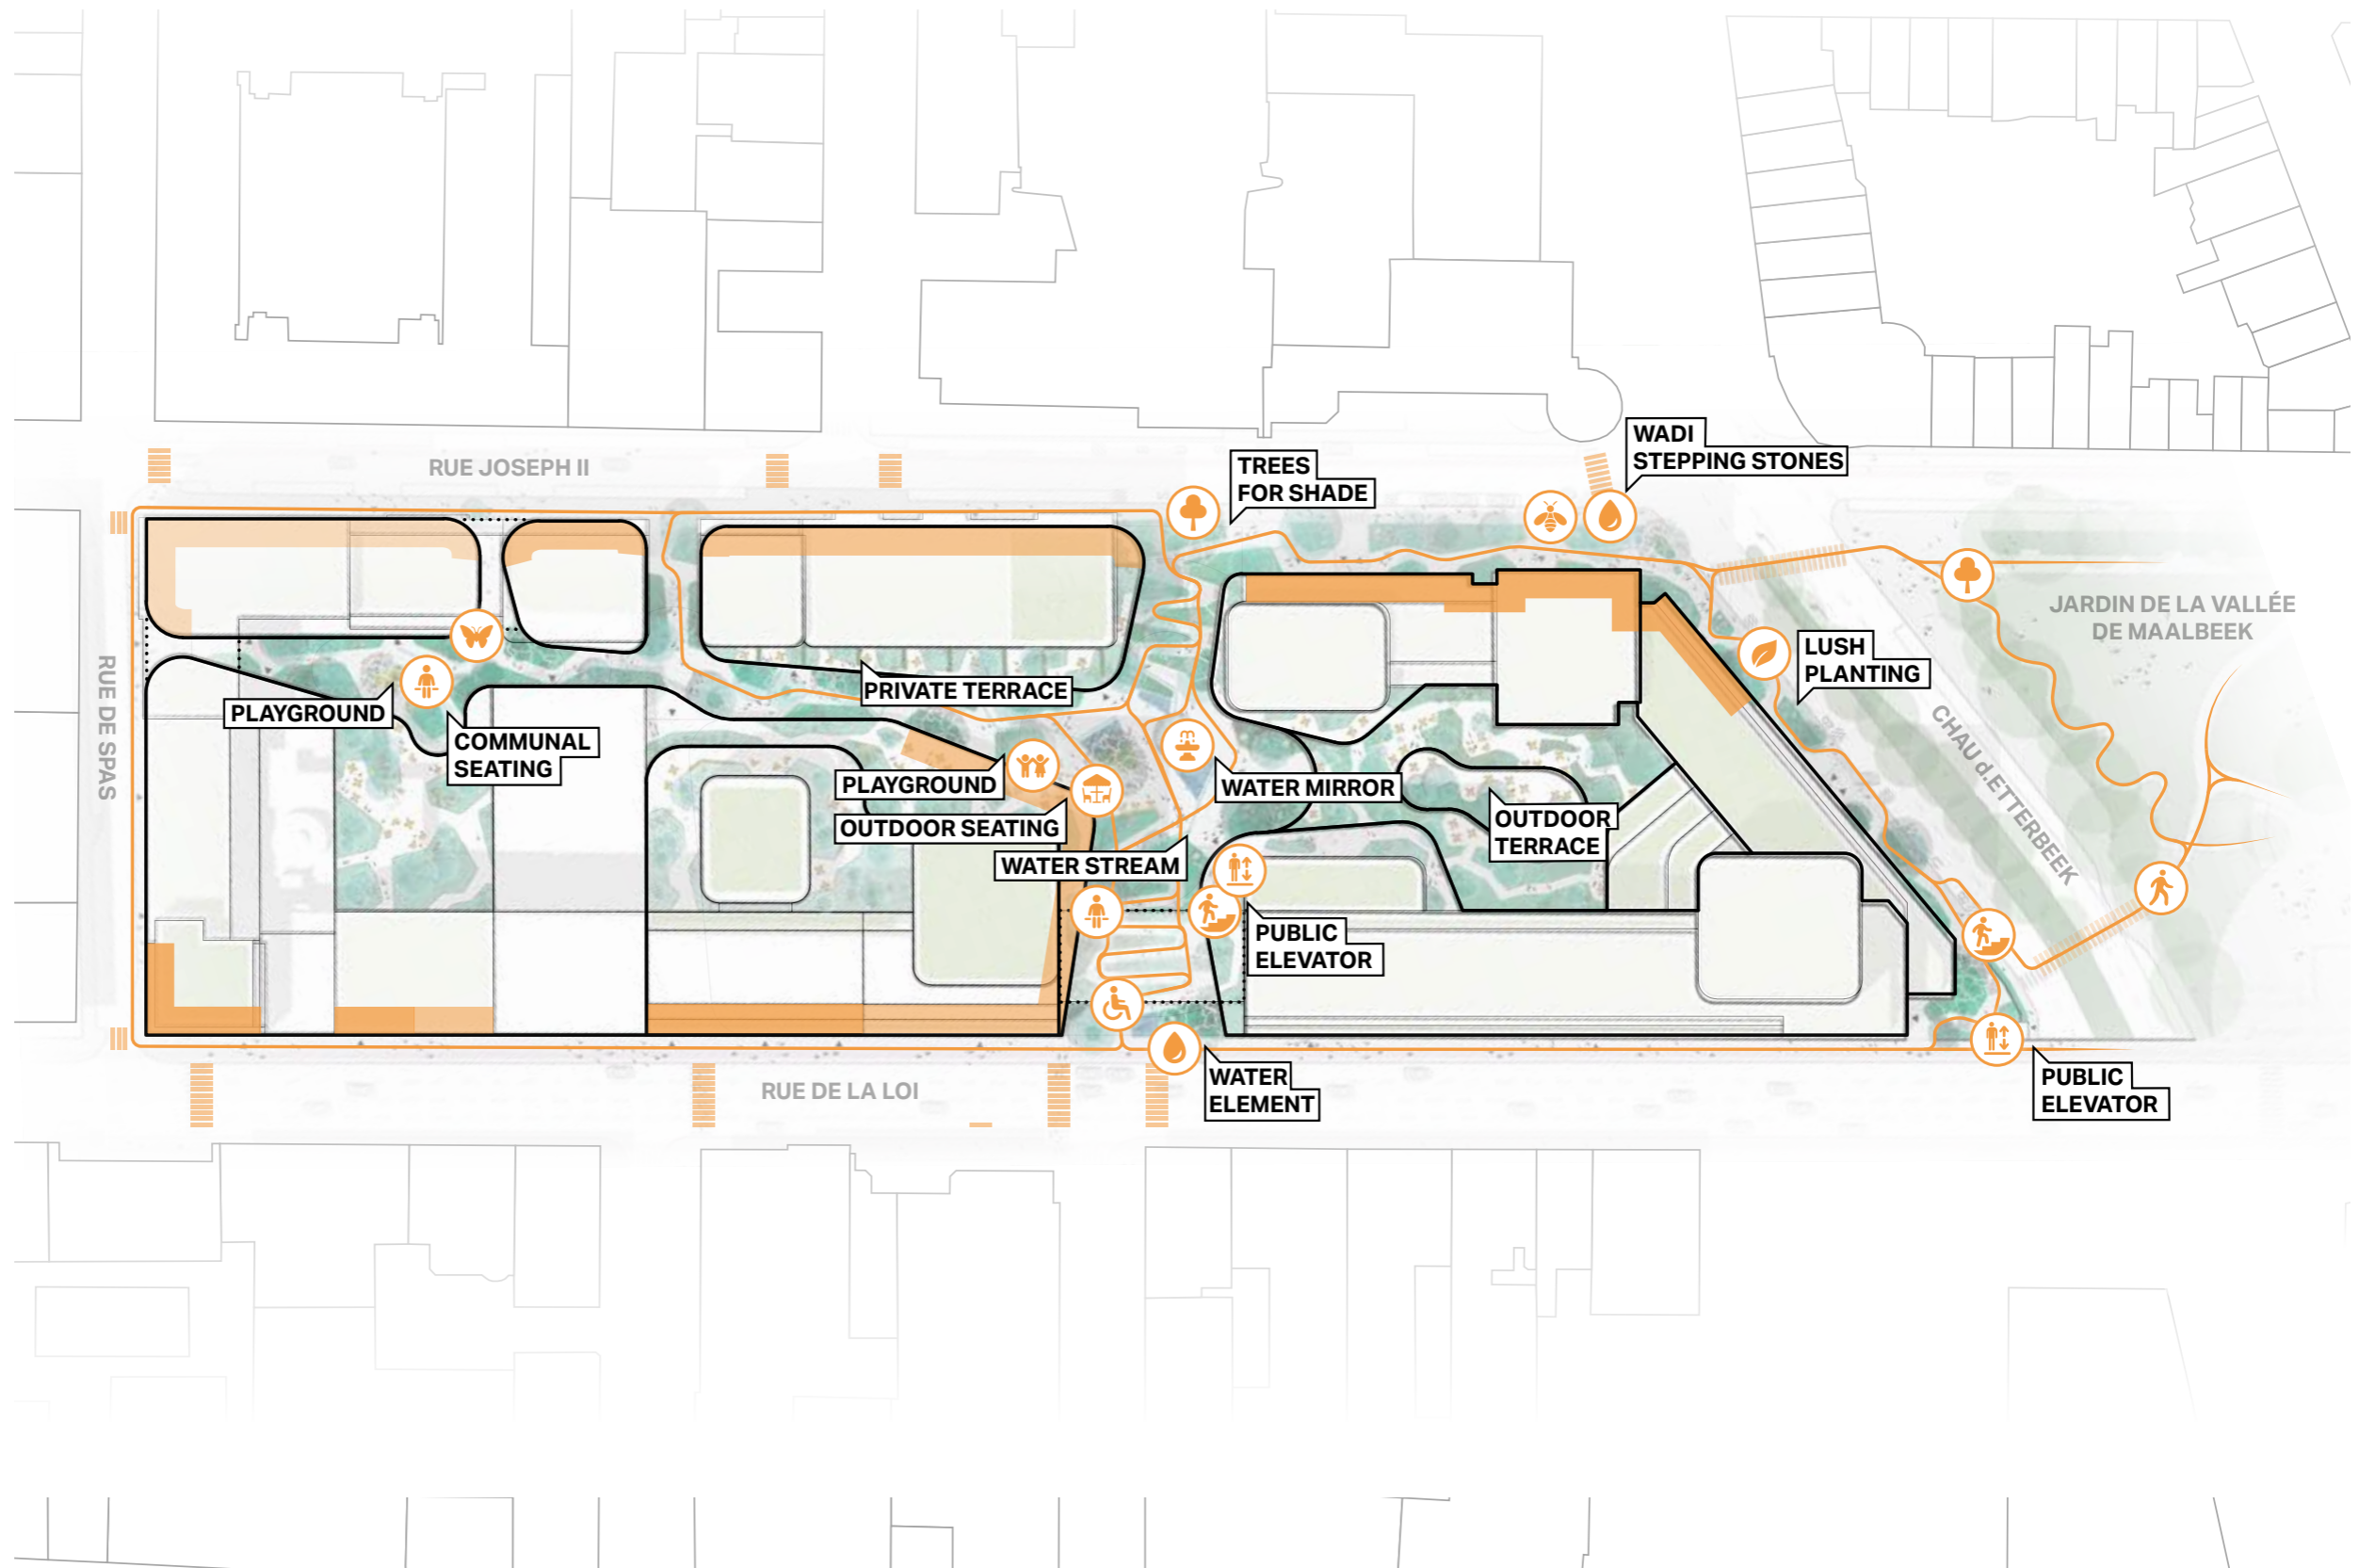 WADI
STEPPING STONES
TREES
FOR SHADE
RUE JOSEPH II
JARDIN DE LA VALLÉE
DE MAALBEEK
LUSH
PLANTING
RUE DE SPAS
PRIVATE TERRACE
PLAYGROUND
COMMUNAL
SEATING
CHAU d.ETTERBEEK
PLAYGROUND
WATER MIRROR
OUTDOOR SEATING
OUTDOOR
TERRACE
WATER STREAM
PUBLIC
ELEVATOR
RUE DE LA LOI
WATER
ELEMENT
PUBLIC
ELEVATOR